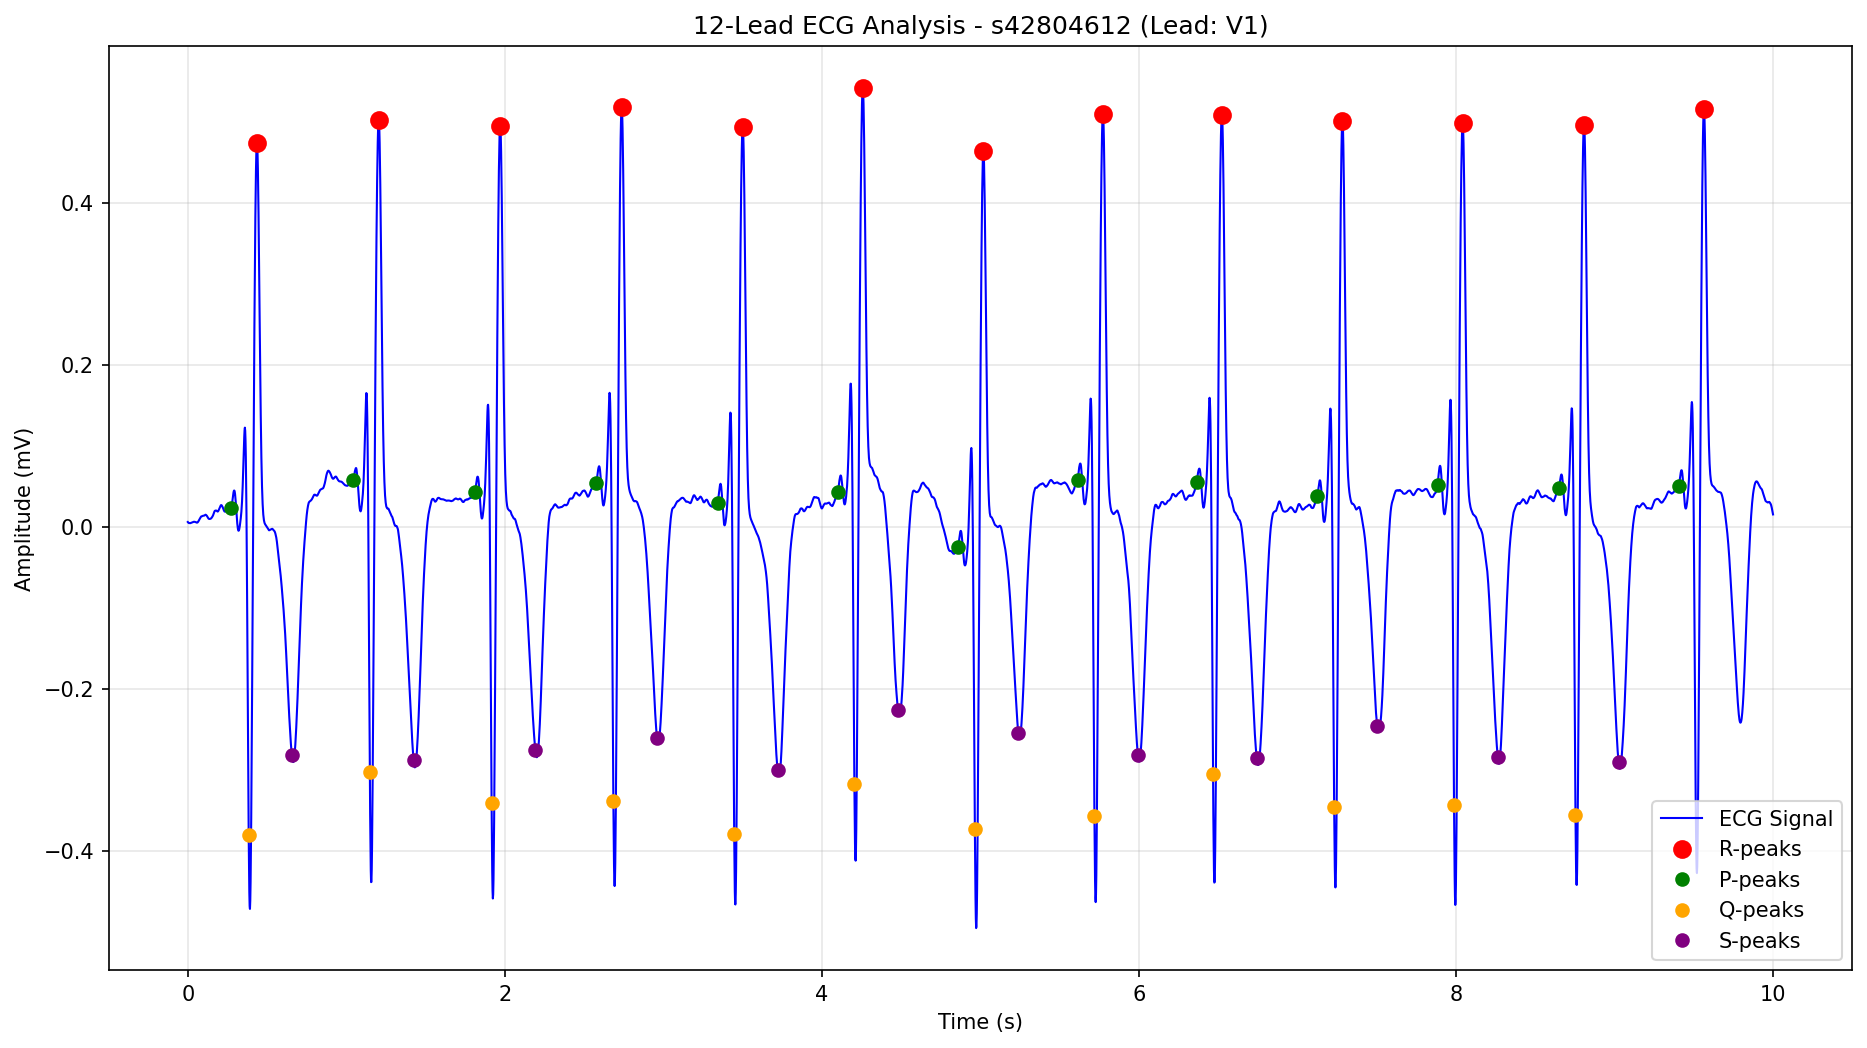 12-Lead ECG Analysis - s42804612 (Lead: V1)
Amplitude (mV)
0.4
0.2
0.0
−0.2
−0.4
0 2 4 6 8 10
Time (s)
ECG Signal
R-peaks
P-peaks
Q-peaks
S-peaks